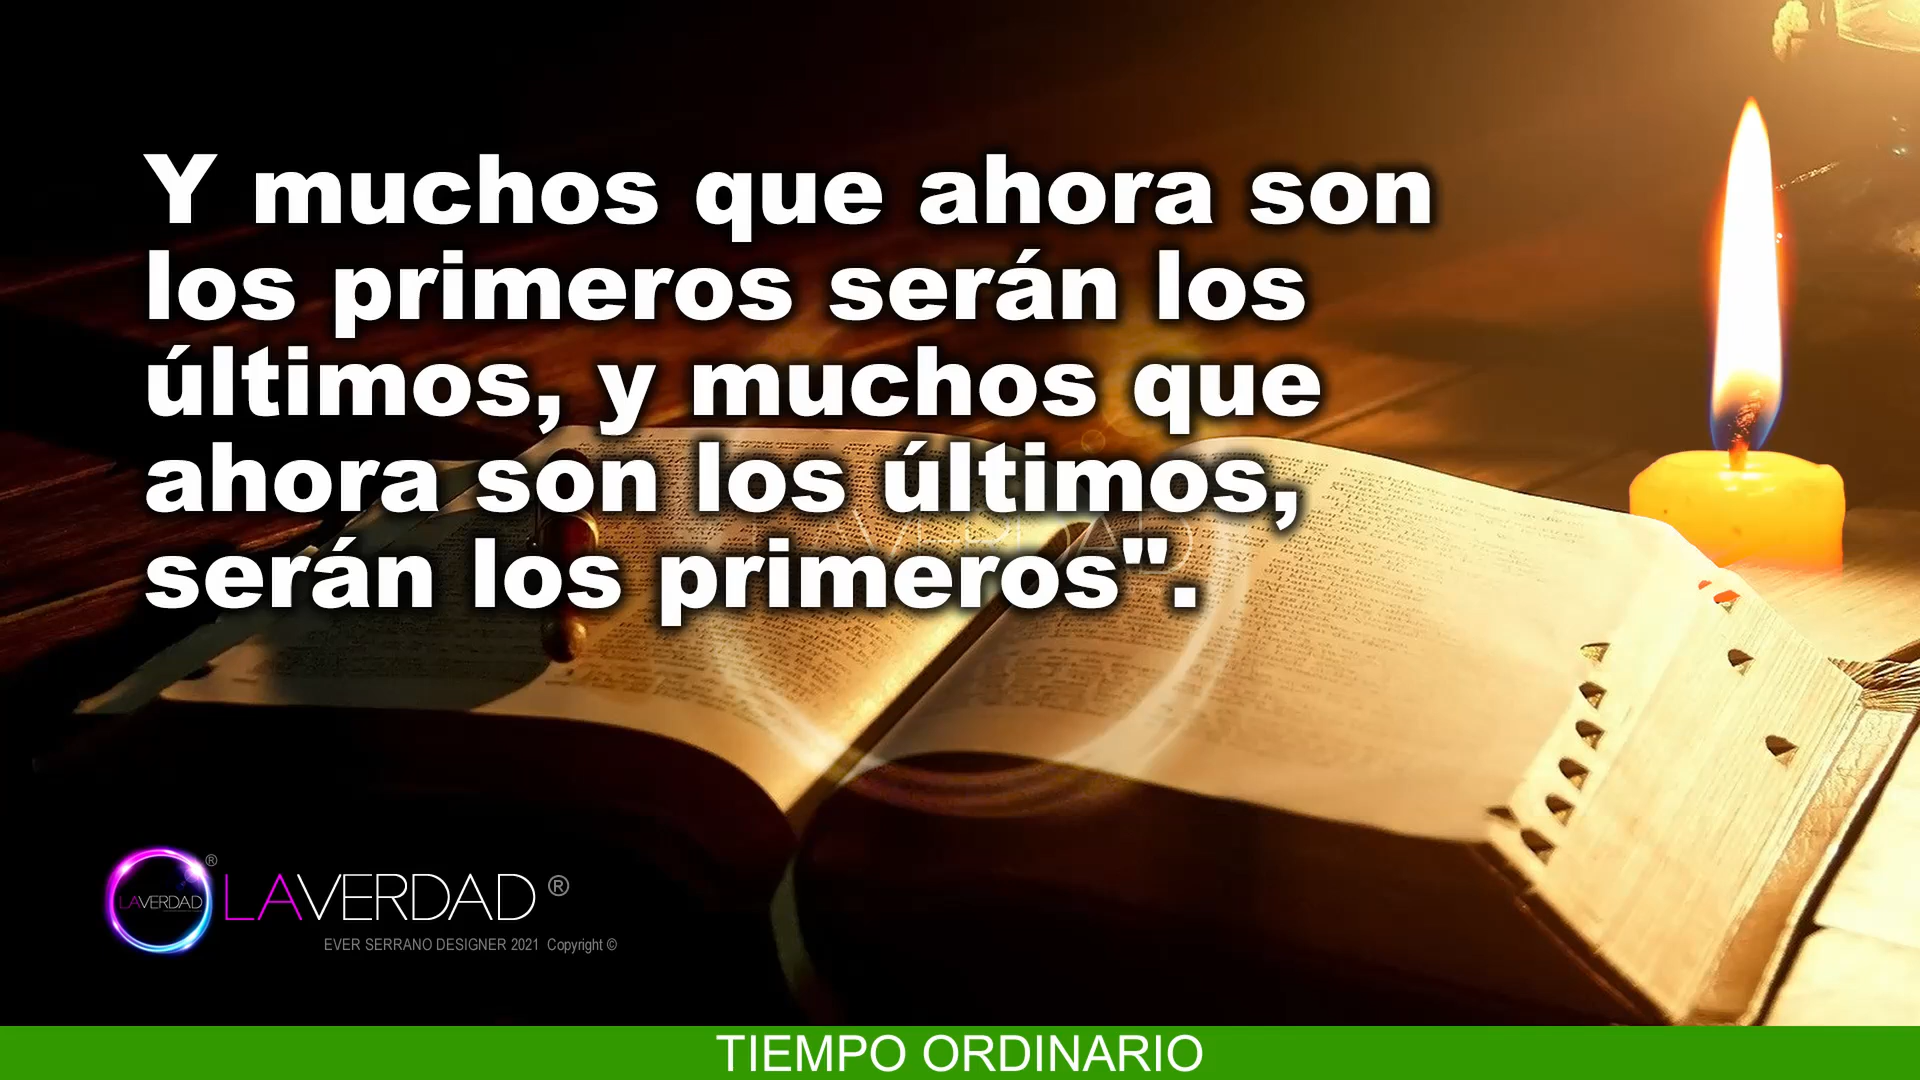 Y muchos que ahora son
los primeros serán los
últimos, y muchos que
ahora son los últimos,
serán los primeros".
LAVERDAD ®
LAVERDAD ®
EVER SERRANO DESIGNER 2021 Copyright ©
TIEMPO ORDINARIO